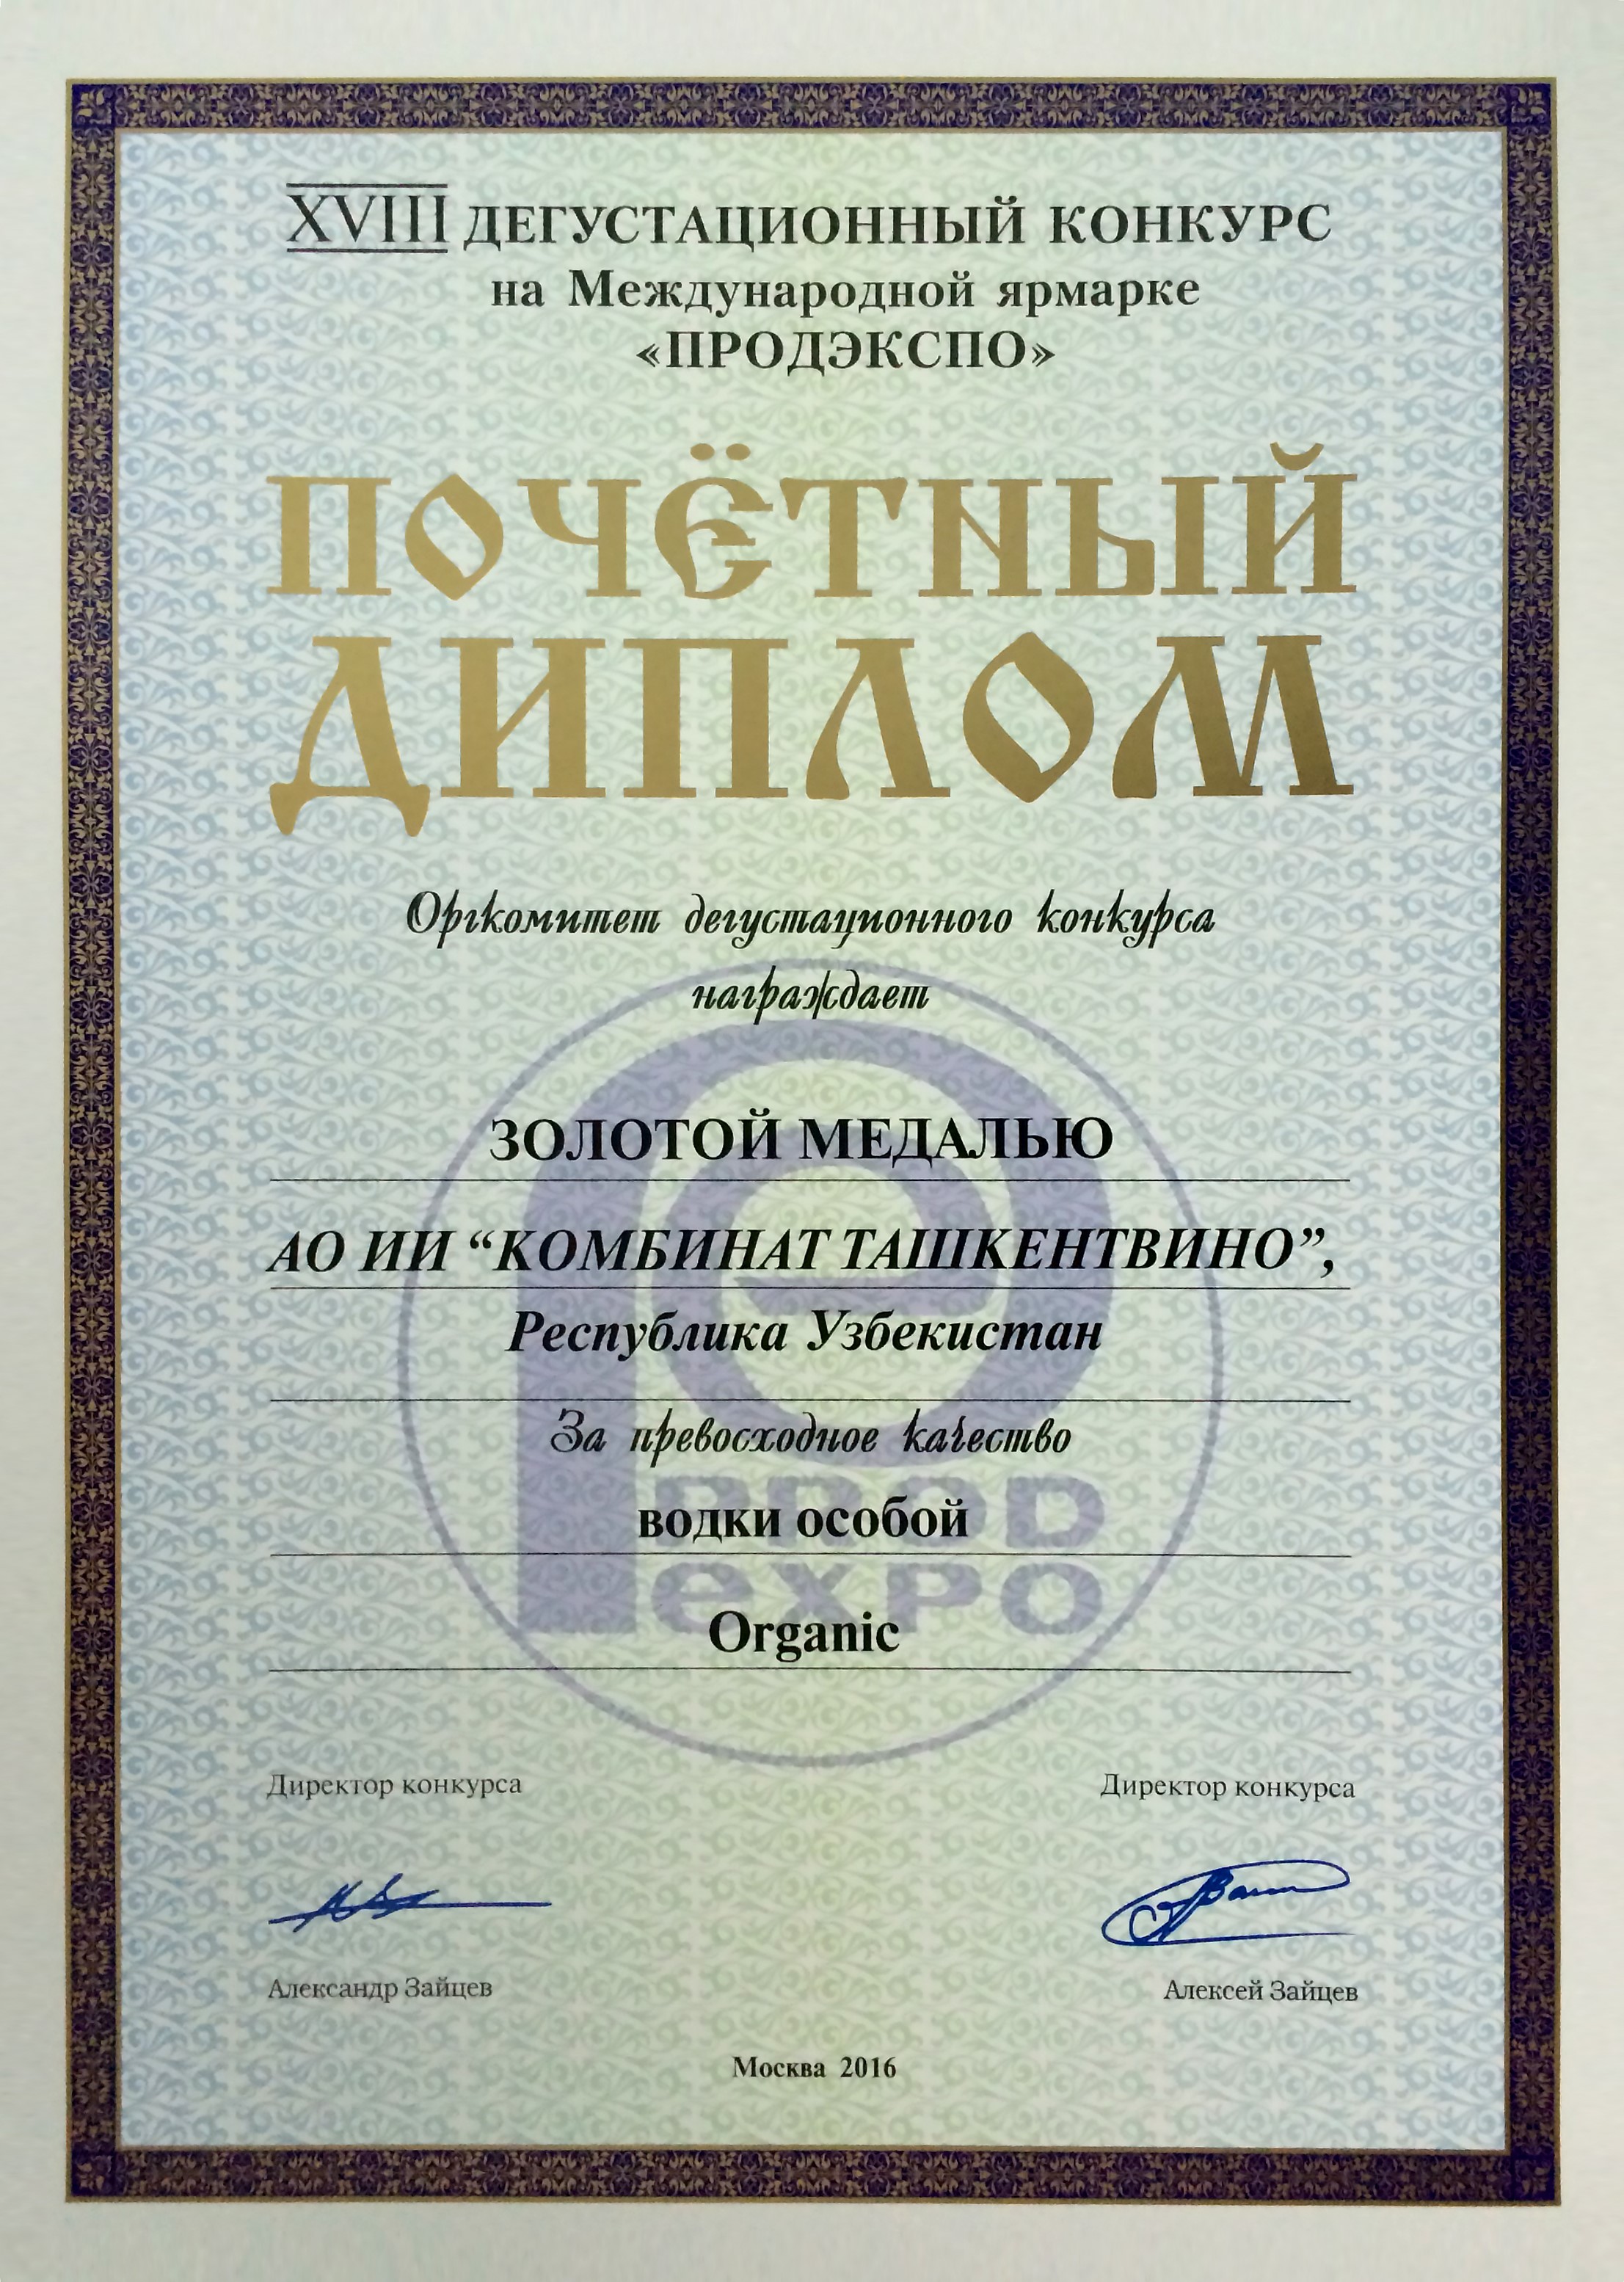 XVIII ДЕГУСТАЦИОННЫЙ КОНКУРС
на Международной ярмарке
«ПРОДЭКСПО»
ПОЧЁТНЫЙ
ДИПЛОМ
Оргкомитет дегустационного конкурса
награждает
ЗОЛОТОЙ МЕДАЛЬЮ
АО ИИ “КОМБИНАТ ТАШКЕНТВИНО”,
Республика Узбекистан
За превосходное качество
PROD
водки особой
expo
Organic
Директор конкурса Директор конкурса
Александр Зайцев Алексей Зайцев
Москва 2016